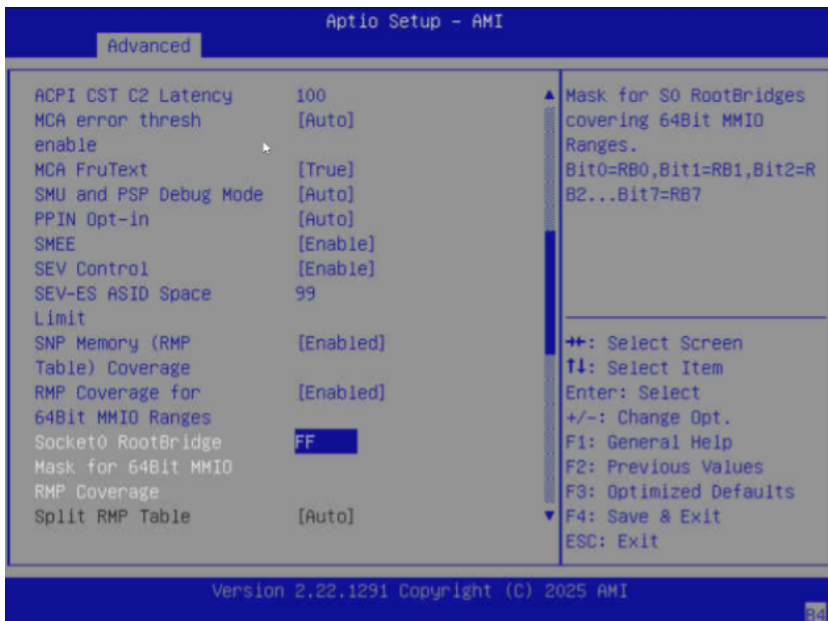 Aptio Setup - AMI
Advanced
ACPI CST C2 Latency 100
MCA error thresh [Auto]
enable
MCA FruText [True]
SMU and PSP Debug Mode [Auto]
PPIN Opt-in [Auto]
SMEE [Enable]
SEV Control [Enable]
SEV-ES ASID Space 99
Limit
SNP Memory (RMP [Enabled]
Table) Coverage
RMP Coverage for [Enabled]
64Bit MMIO Ranges
Socket0 RootBridge FF
Mask for 64Bit MMIO
RMP Coverage
Split RMP Table [Auto]
Mask for S0 RootBridges
covering 64Bit MMIO
Ranges.
Bit0=RB0,Bit1=RB1,Bit2=R
B2...Bit7=RB7
→←: Select Screen
↑↓: Select Item
Enter: Select
+/-: Change Opt.
F1: General Help
F2: Previous Values
F3: Optimized Defaults
F4: Save & Exit
ESC: Exit
Version 2.22.1291 Copyright (C) 2025 AMI
B4